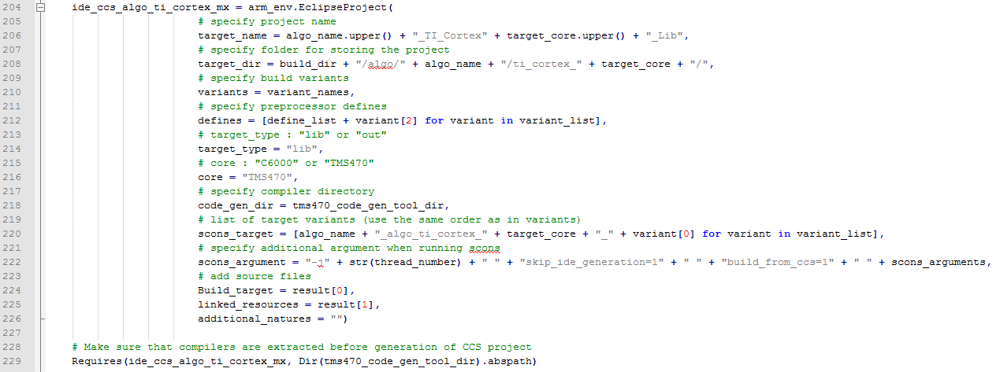 204 ide_ccs_algo_ti_cortex_mx = arm_env.EclipseProject(
205 # specify project name
206 target_name = algo_name.upper() + "_TI_Cortex" + target_core.upper() + "_Lib",
207 # specify folder for storing the project
208 target_dir = build_dir + "/algo/" + algo_name + "/ti_cortex_" + target_core + "/",
209 # specify build variants
210 variants = variant_names,
211 # specify preprocessor defines
212 defines = [define_list + variant[2] for variant in variant_list],
213 # target_type : "lib" or "out"
214 target_type = "lib",
215 # core : "C6000" or "TMS470"
216 core = "TMS470",
217 # specify compiler directory
218 code_gen_dir = tms470_code_gen_tool_dir,
219 # list of target variants (use the same order as in variants)
220 scons_target = [algo_name + "_algo_ti_cortex_" + target_core + "_" + variant[0] for variant in variant_list],
221 # specify additional argument when running scons
222 scons_argument = "-j" + str(thread_number) + " " + "skip_ide_generation=1" + " " + "build_from_ccs=1" + " " + scons_arguments,
223 # add source files
224 Build_target = result[0],
225 linked_resources = result[1],
226 additional_natures = "")
227
228 # Make sure that compilers are extracted before generation of CCS project
229 Requires(ide_ccs_algo_ti_cortex_mx, Dir(tms470_code_gen_tool_dir).abspath)